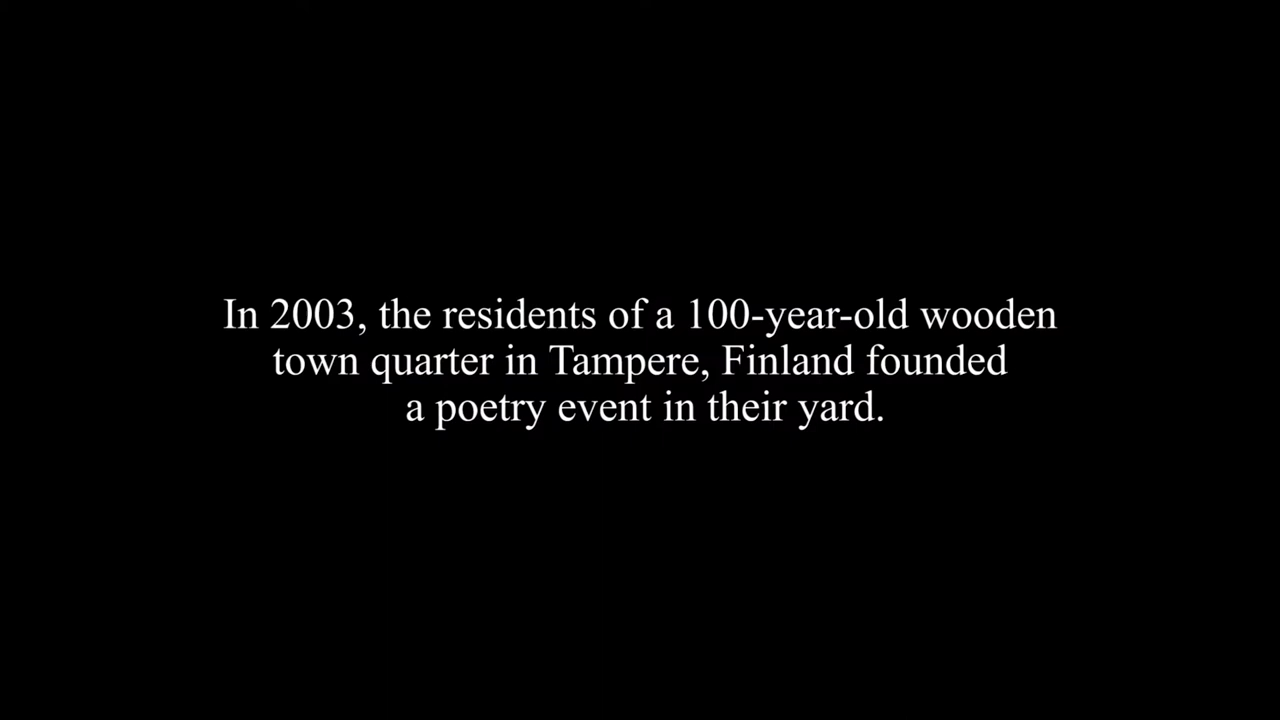 In 2003, the residents of a 100-year-old wooden
town quarter in Tampere, Finland founded
a poetry event in their yard.